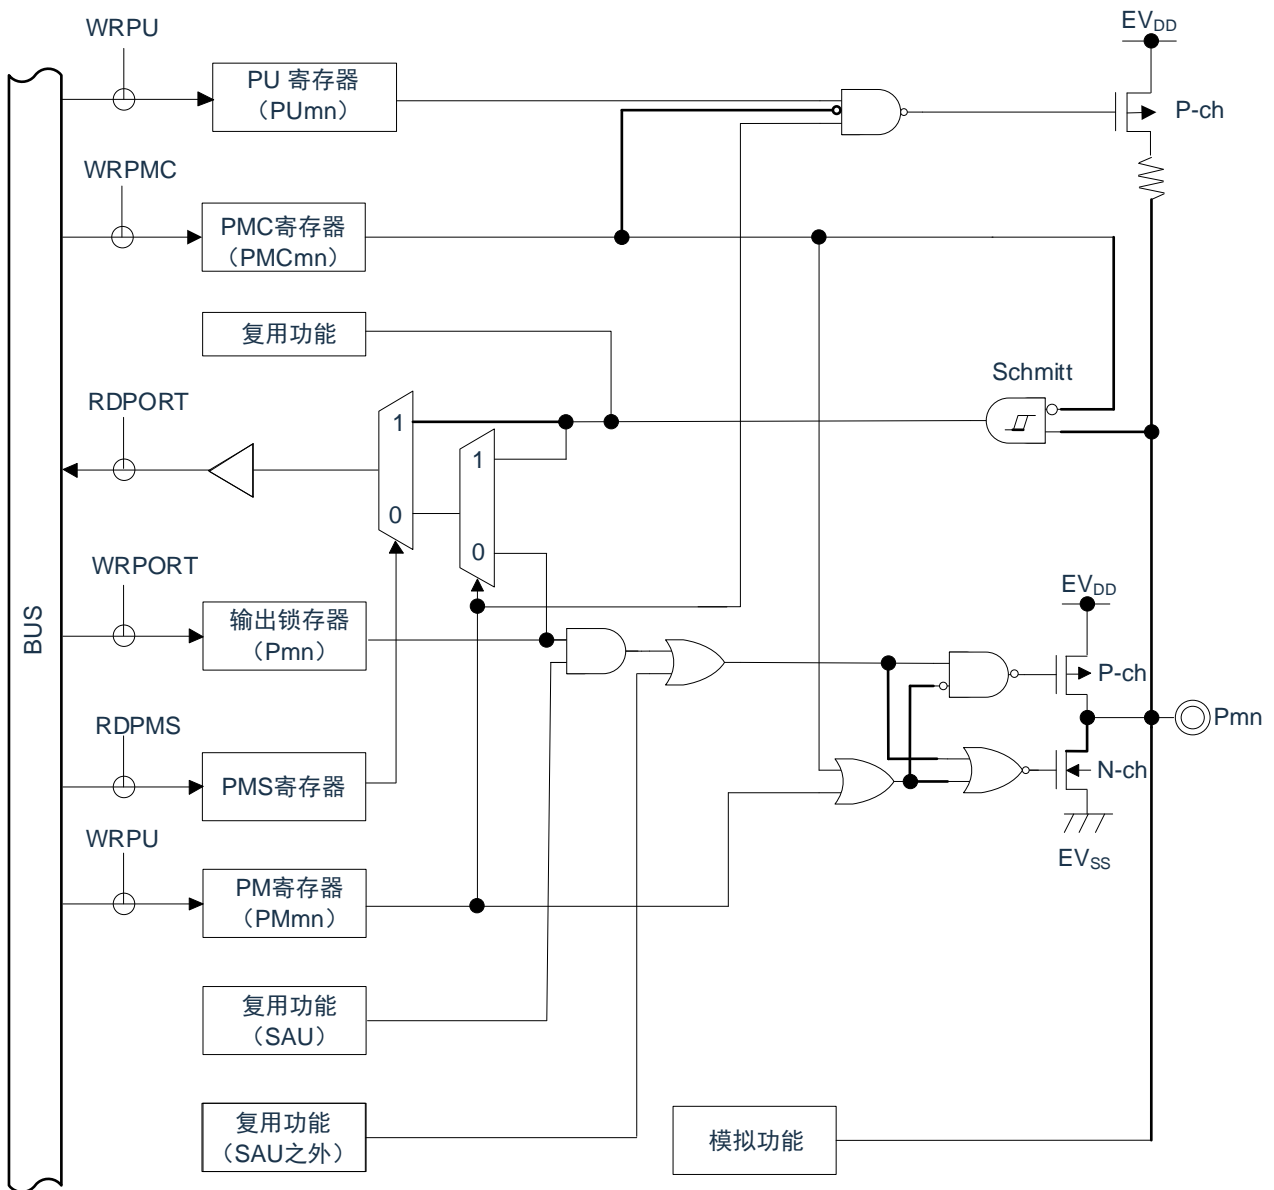 WRPU
EVDD
PU 寄存器
（PUmn）
P-ch
WRPMC
PMC寄存器
（PMCmn）
复用功能
Schmitt
RDPORT
1
1
0
0
WRPORT
BUS
输出锁存器
（Pmn）
EVDD
P-ch
Pmn
RDPMS
PMS寄存器
N-ch
WRPU
EVSS
PM寄存器
（PMmn）
复用功能
（SAU）
复用功能
（SAU之外）
模拟功能